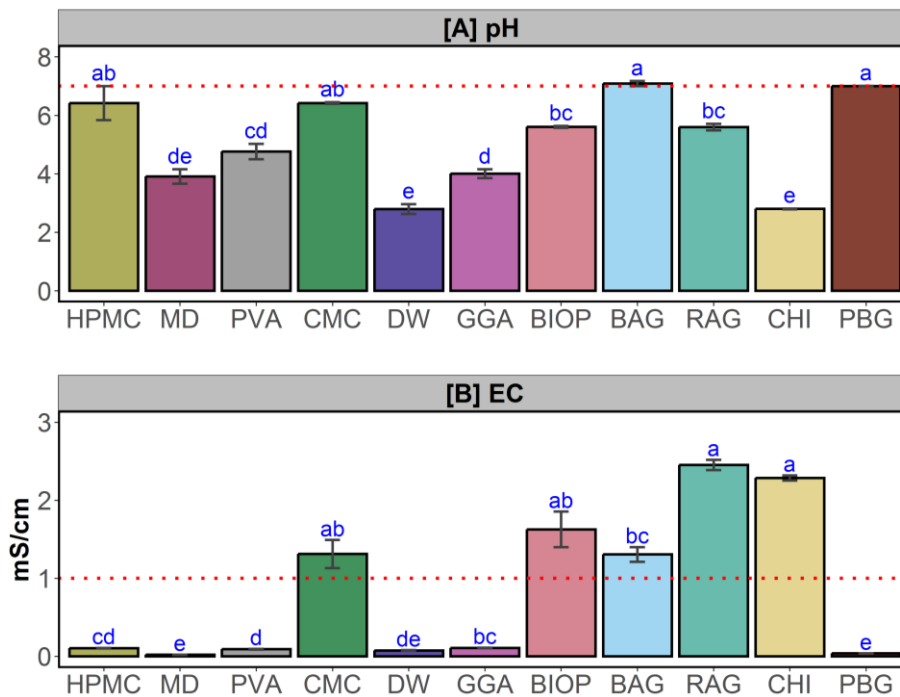 [A] pH
8
6
4
2
0
ab
de
cd
ab
e
d
bc
a
bc
e
a
HPMC MD PVA CMC DW GGA BIOP BAG RAG CHI PBG
[B] EC
mS/cm
3
2
1
0
cd
e
d
ab
de
bc
ab
bc
a
a
e
HPMC MD PVA CMC DW GGA BIOP BAG RAG CHI PBG